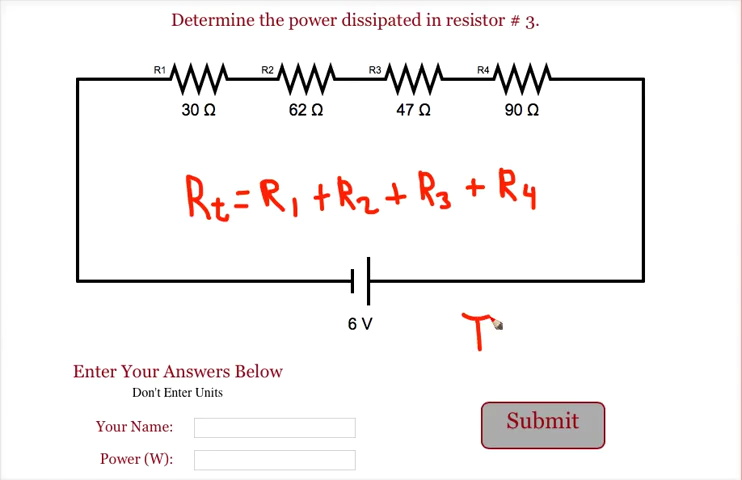 Determine the power dissipated in resistor # 3.
R1 R2 R3 R4
30 Ω 62 Ω 47 Ω 90 Ω
Rt = R1 + R2 + R3 + R4
6 V
Enter Your Answers Below
Don't Enter Units
Your Name:
Submit
Power (W):